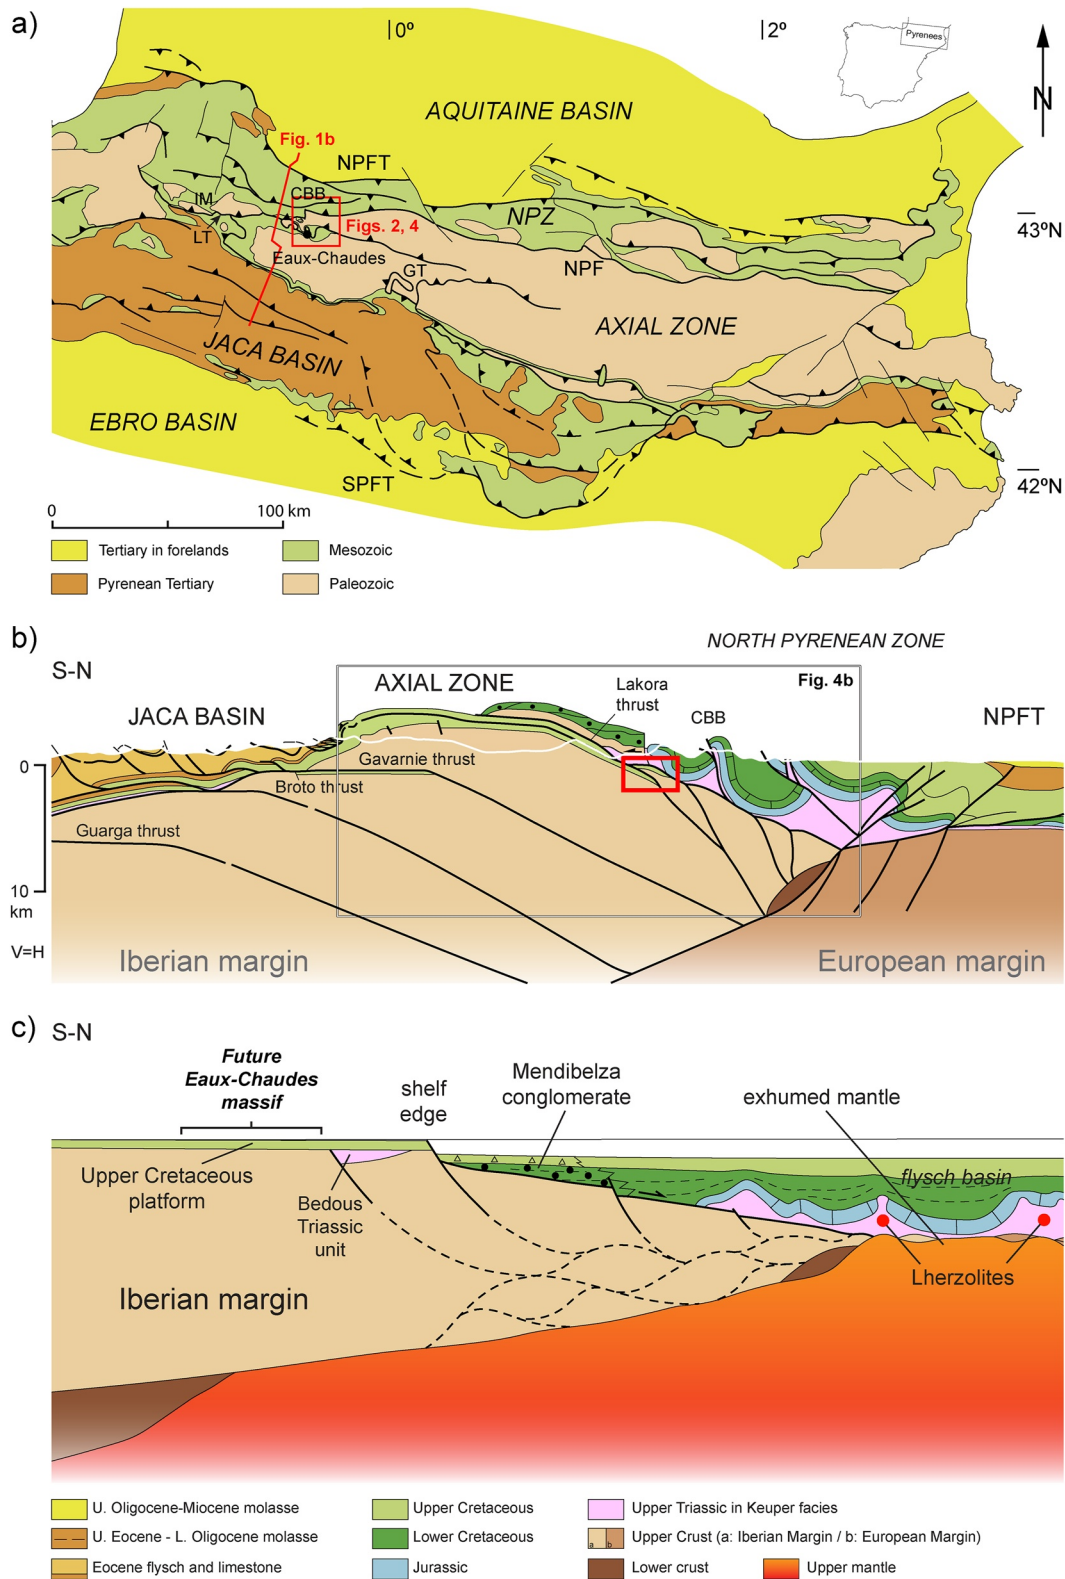 a)
0º
2º
Pyrenees
N
AQUITAINE BASIN
Fig. 1b
NPFT
CBB
IM
NPZ
43ºN
Figs. 2, 4
LT
Eaux-Chaudes
NPF
GT
AXIAL ZONE
JACA BASIN
EBRO BASIN
SPFT
42ºN
0
100 km
Tertiary in forelands
Mesozoic
Pyrenean Tertiary
Paleozoic
b)
NORTH PYRENEAN ZONE
S-N
AXIAL ZONE
Fig. 4b
Lakora
thrust
JACA BASIN
CBB
NPFT
Gavarnie thrust
0
Broto thrust
Guarga thrust
10
km
V=H
Iberian margin
European margin
c)
S-N
Future
Eaux-Chaudes
massif
shelf
edge
Mendibelza
conglomerate
exhumed mantle
Upper Cretaceous
platform
Bedous
Triassic
unit
flysch basin
Iberian margin
Lherzolites
U. Oligocene-Miocene molasse
Upper Cretaceous
Upper Triassic in Keuper facies
U. Eocene - L. Oligocene molasse
Lower Cretaceous
a b
Upper Crust (a: Iberian Margin / b: European Margin)
Eocene flysch and limestone
Jurassic
Lower crust
Upper mantle